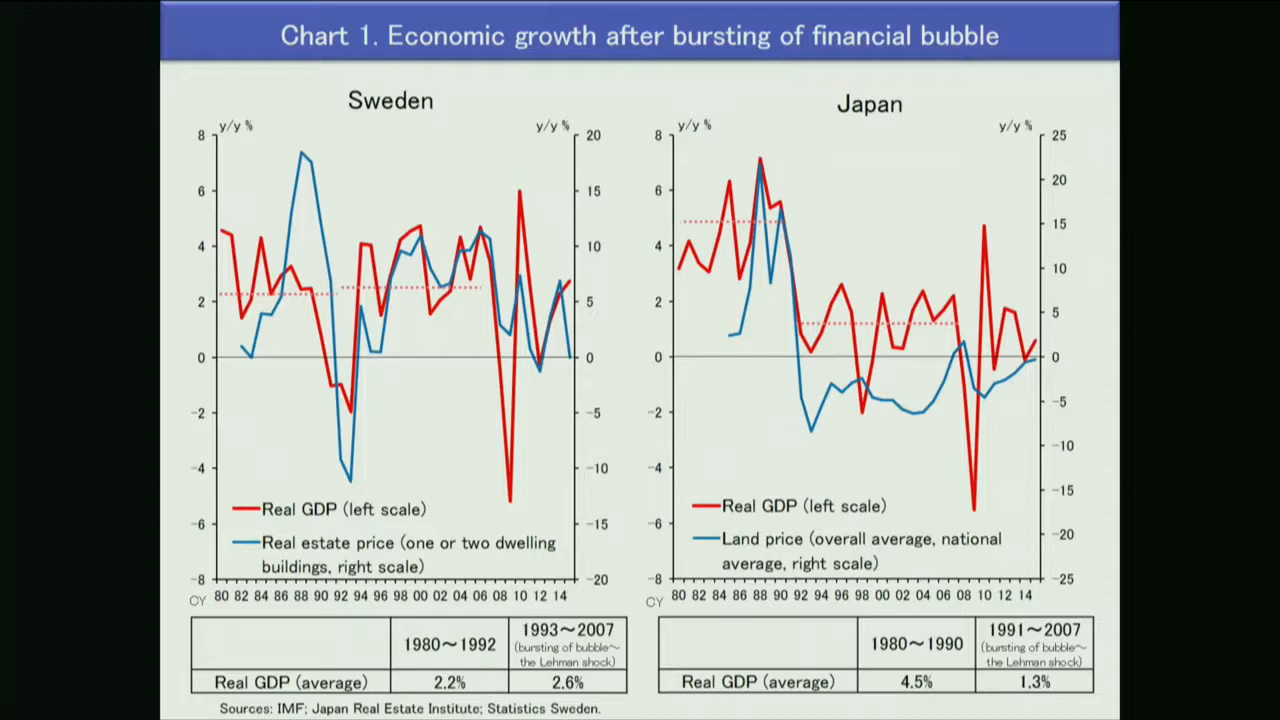 Chart 1. Economic growth after bursting of financial bubble
Sweden
y/y %
y/y %
8
6
4
2
0
-2
-4
-6
-8
20
15
10
5
0
-5
-10
-15
-20
Real GDP (left scale)
Real estate price (one or two dwelling
buildings, right scale)
CY 80 82 84 86 88 90 92 94 96 98 00 02 04 06 08 10 12 14
1980～1992
1993～2007
(bursting of bubble～
the Lehman shock)
Real GDP (average) 2.2% 2.6%
Japan
y/y %
y/y %
8
6
4
2
0
-2
-4
-6
-8
25
20
15
10
5
0
-5
-10
-15
-20
-25
Real GDP (left scale)
Land price (overall average, national
average, right scale)
CY 80 82 84 86 88 90 92 94 96 98 00 02 04 06 08 10 12 14
1980～1990
1991～2007
(bursting of bubble～
the Lehman shock)
Real GDP (average) 4.5% 1.3%
Sources: IMF; Japan Real Estate Institute; Statistics Sweden.